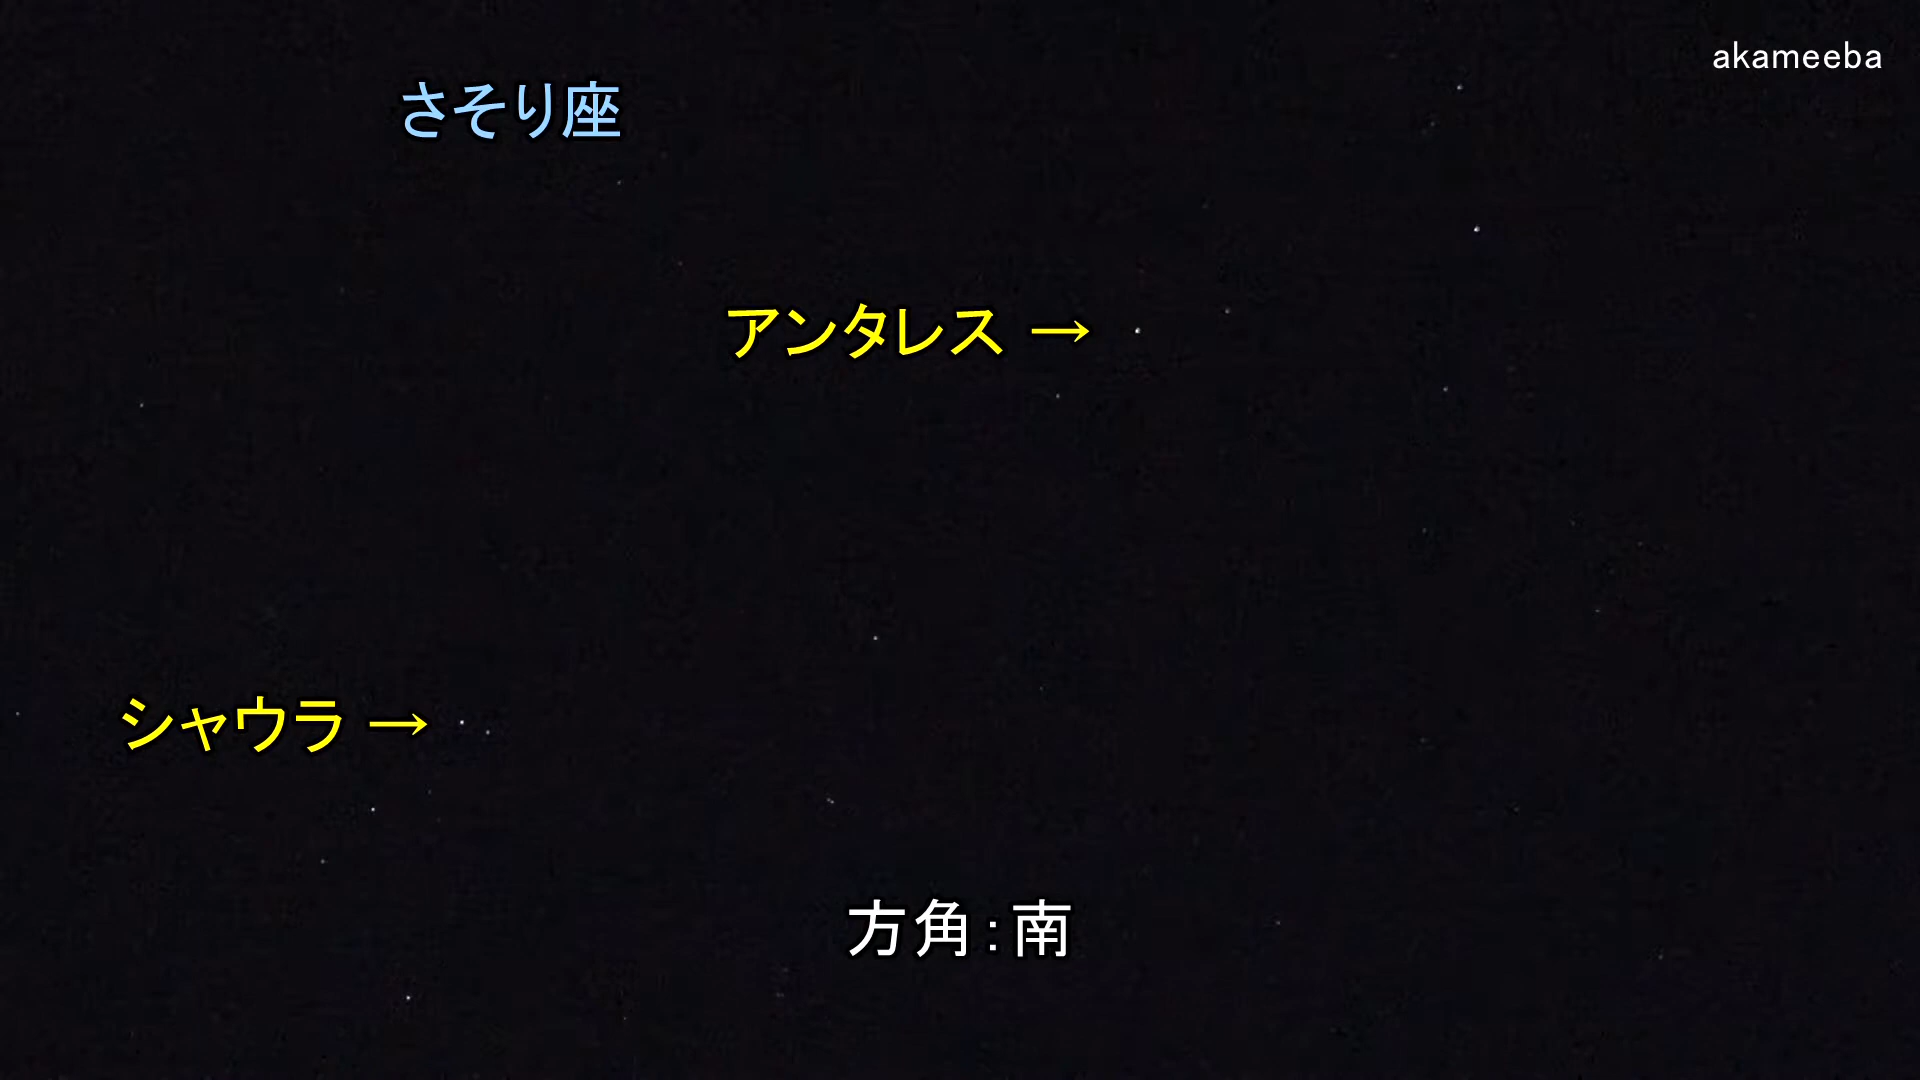 akameeba
さそり座
アンタレス →
シャウラ →
方角:南